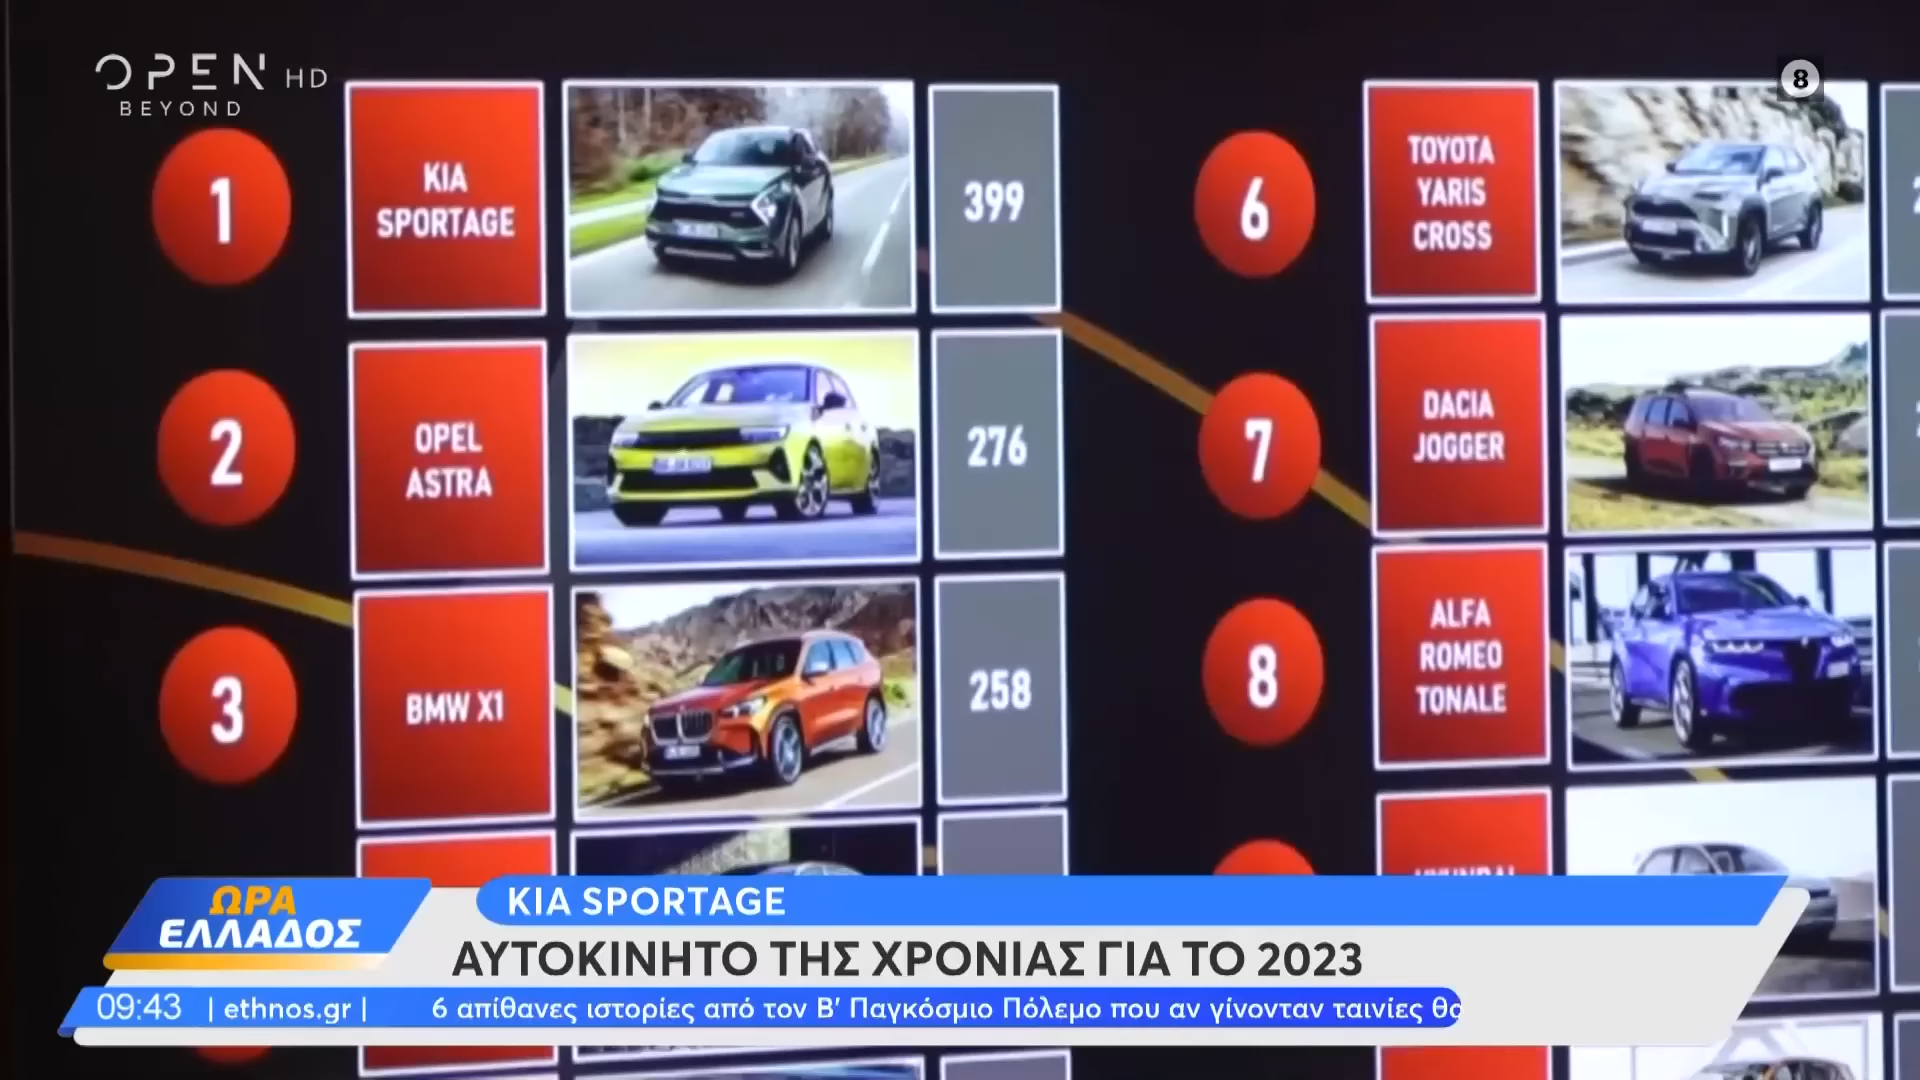 OPEN HD
BEYOND
8
1
KIA
SPORTAGE
399
2
OPEL
ASTRA
276
3
BMW X1
258
6
TOYOTA
YARIS
CROSS
7
DACIA
JOGGER
8
ALFA
ROMEO
TONALE
HYUNDAI
ΩΡΑ
ΕΛΛΑΔΟΣ
KIA SPORTAGE
ΑΥΤΟΚΙΝΗΤΟ ΤΗΣ ΧΡΟΝΙΑΣ ΓΙΑ ΤΟ 2023
09:43 | ethnos.gr | 6 απίθανες ιστορίες από τον Β' Παγκόσμιο Πόλεμο που αν γίνονταν ταινίες